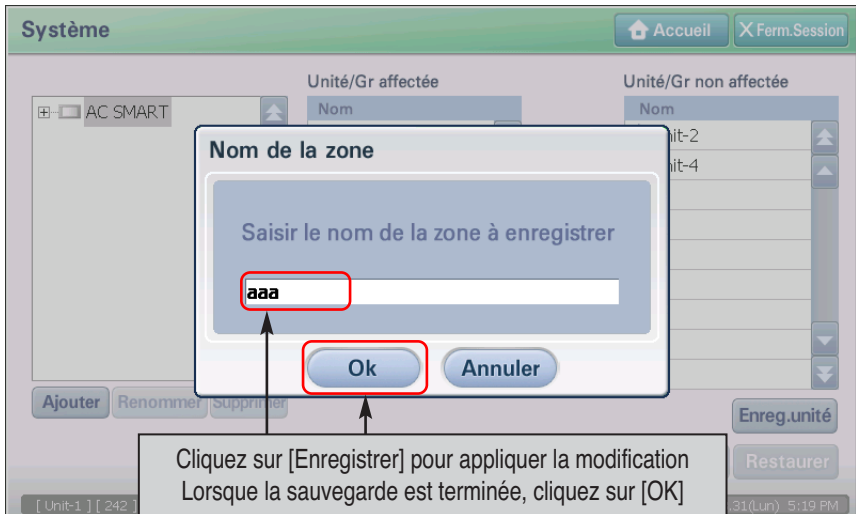 Système
Accueil
X Ferm.Session
Unité/Gr affectée
Unité/Gr non affectée
AC SMART
Nom
Nom
nit-2
nit-4
Nom de la zone
Saisir le nom de la zone à enregistrer
aaa
Ok
Annuler
Ajouter
Renommer
Supprimer
Enreg.unité
Restaurer
Cliquez sur [Enregistrer] pour appliquer la modification
Lorsque la sauvegarde est terminée, cliquez sur [OK]
[ Unit-1 ] [ 242 ]
.31(Lun) 5:19 PM